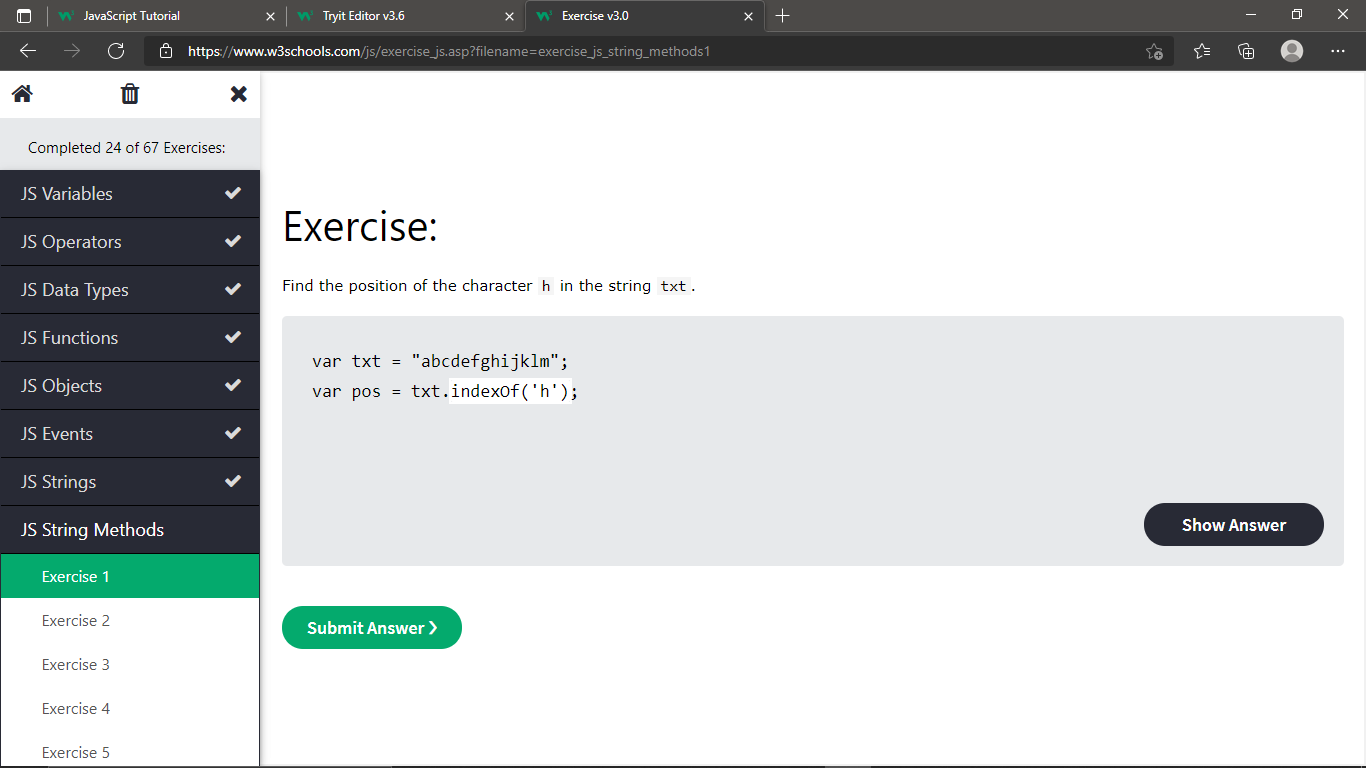 JavaScript Tutorial
Tryit Editor v3.6
Exercise v3.0
https://www.w3schools.com/js/exercise_js.asp?filename=exercise_js_string_methods1
Completed 24 of 67 Exercises:
JS Variables
JS Operators
JS Data Types
JS Functions
JS Objects
JS Events
JS Strings
JS String Methods
Exercise 1
Exercise 2
Exercise 3
Exercise 4
Exercise 5
Exercise:
Find the position of the character h in the string txt.
var txt = "abcdefghijklm";
var pos = txt.indexOf('h');
Show Answer
Submit Answer ❯